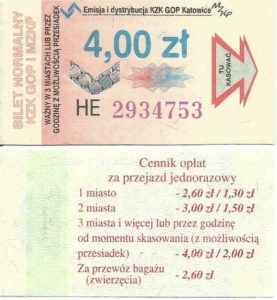 BILET NORMALNY
KZK GOP I MZKP
WAŻNY W 3 MIASTACH LUB PRZEZ
GODZINĘ Z MOŻLIWOŚCIĄ PRZESIADEK
Emisja i dystrybucja KZK GOP Katowice
MZKP
4,00 zł
TU
KASOWAĆ
HE 2934753
Cennik opłat
za przejazd jednorazowy
1 miasto - 2,60 zł / 1,30 zł
2 miasta - 3,00 zł / 1,50 zł
3 miasta i więcej lub przez godzinę
od momentu skasowania (z możliwością
przesiadek) - 4,00 zł / 2,00 zł
Za przewóz bagażu
(zwierzęcia) - 2,60 zł